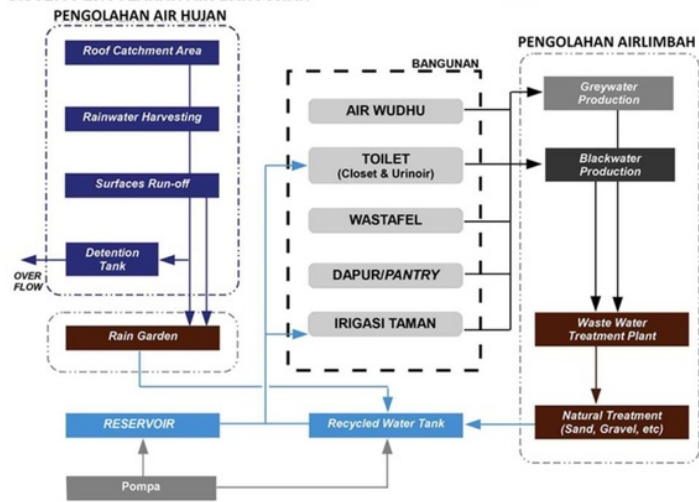 PENGOLAHAN AIR HUJAN
Roof Catchment Area
Rainwater Harvesting
Surfaces Run-off
Detention
Tank
OVER
FLOW
Rain Garden
RESERVOIR
Pompa
BANGUNAN
AIR WUDHU
TOILET
(Closet & Urinoir)
WASTAFEL
DAPUR/PANTRY
IRIGASI TAMAN
Recycled Water Tank
PENGOLAHAN AIRLIMBAH
Greywater
Production
Blackwater
Production
Waste Water
Treatment Plant
Natural Treatment
(Sand, Gravel, etc)